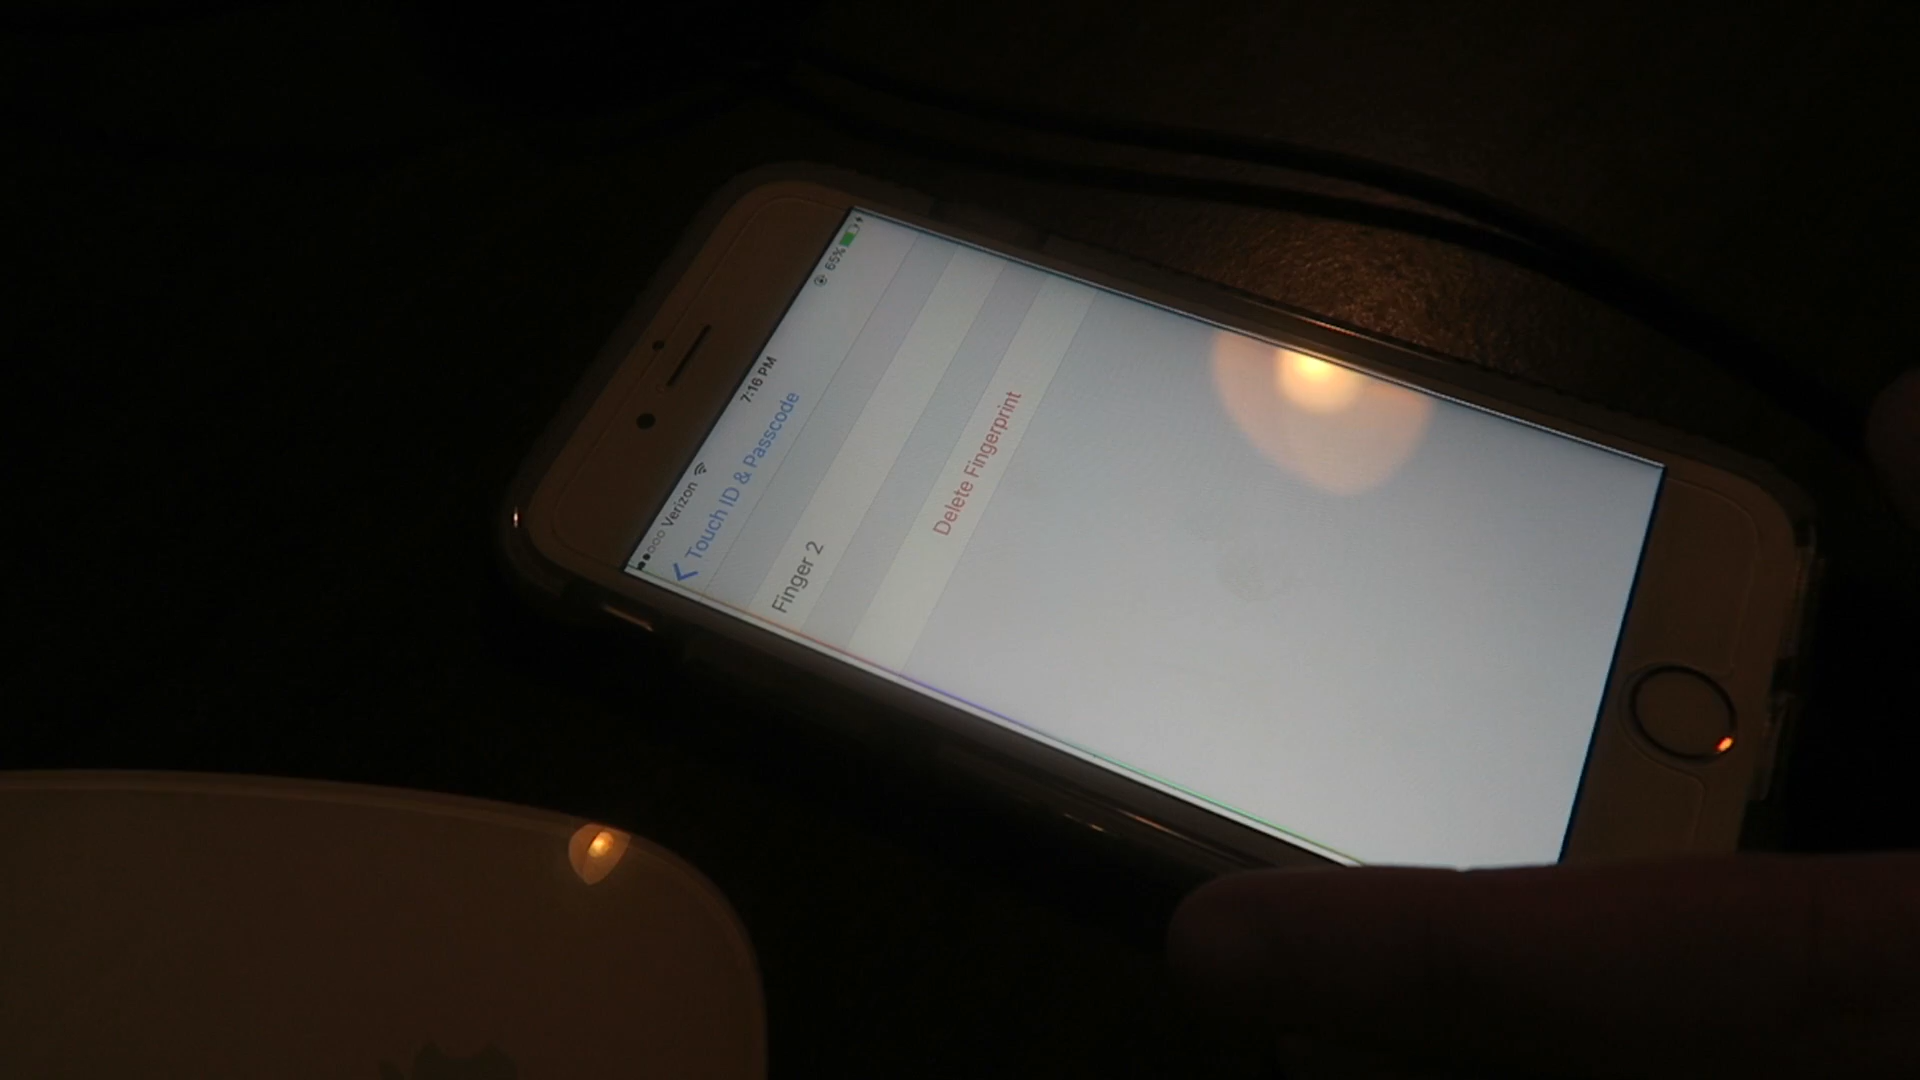 Verizon 7:16 PM 65%
Touch ID & Passcode
Finger 2
Delete Fingerprint